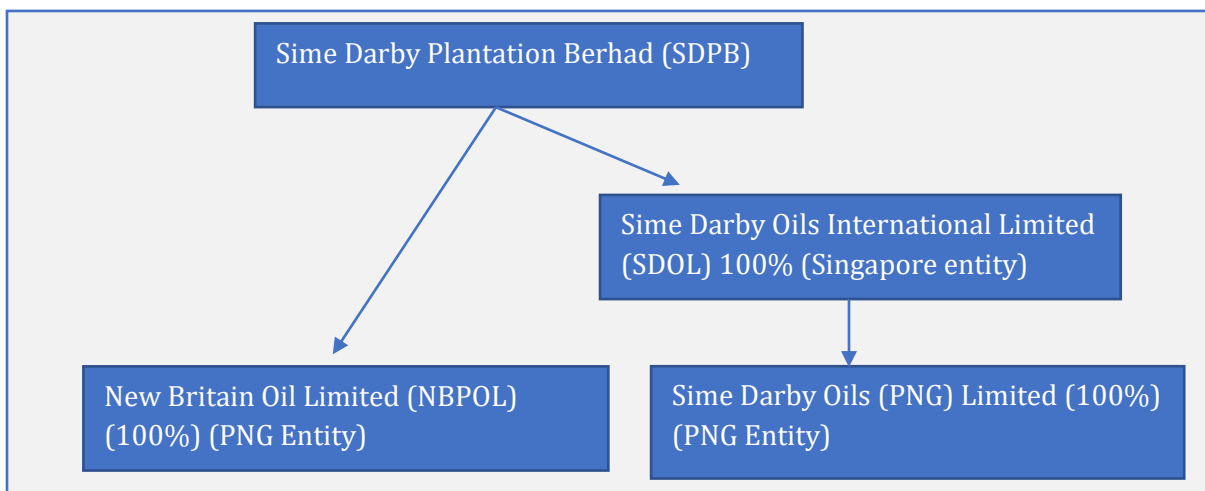 Sime Darby Plantation Berhad (SDPB)
Sime Darby Oils International Limited
(SDOL) 100% (Singapore entity)
New Britain Oil Limited (NBPOL)
(100%) (PNG Entity)
Sime Darby Oils (PNG) Limited (100%)
(PNG Entity)